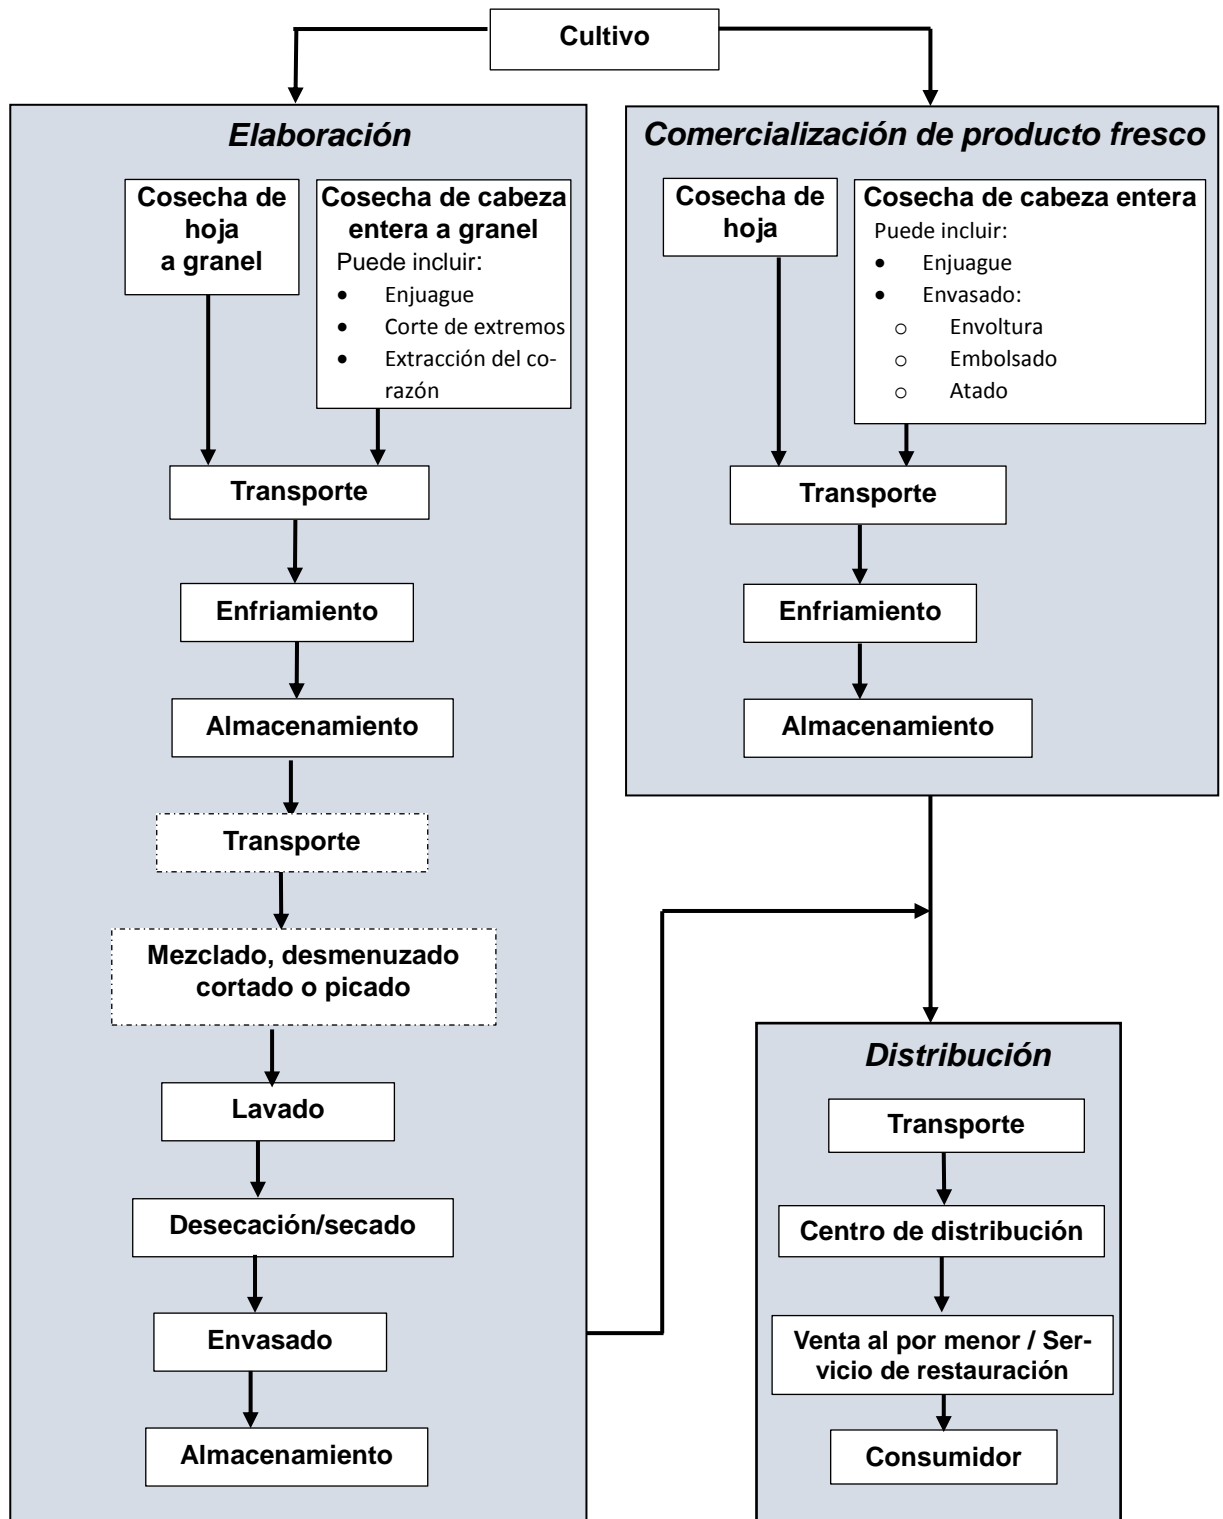 Cultivo
Elaboración
Cosecha de
hoja
a granel
Cosecha de cabeza
entera a granel
Puede incluir:
• Enjuague
• Corte de extremos
• Extracción del co-
razón
Transporte
Enfriamiento
Almacenamiento
Transporte
Mezclado, desmenuzado
cortado o picado
Lavado
Desecación/secado
Envasado
Almacenamiento
Comercialización de producto fresco
Cosecha de
hoja
Cosecha de cabeza entera
Puede incluir:
• Enjuague
• Envasado:
o Envoltura
o Embolsado
o Atado
Transporte
Enfriamiento
Almacenamiento
Distribución
Transporte
Centro de distribución
Venta al por menor / Ser-
vicio de restauración
Consumidor